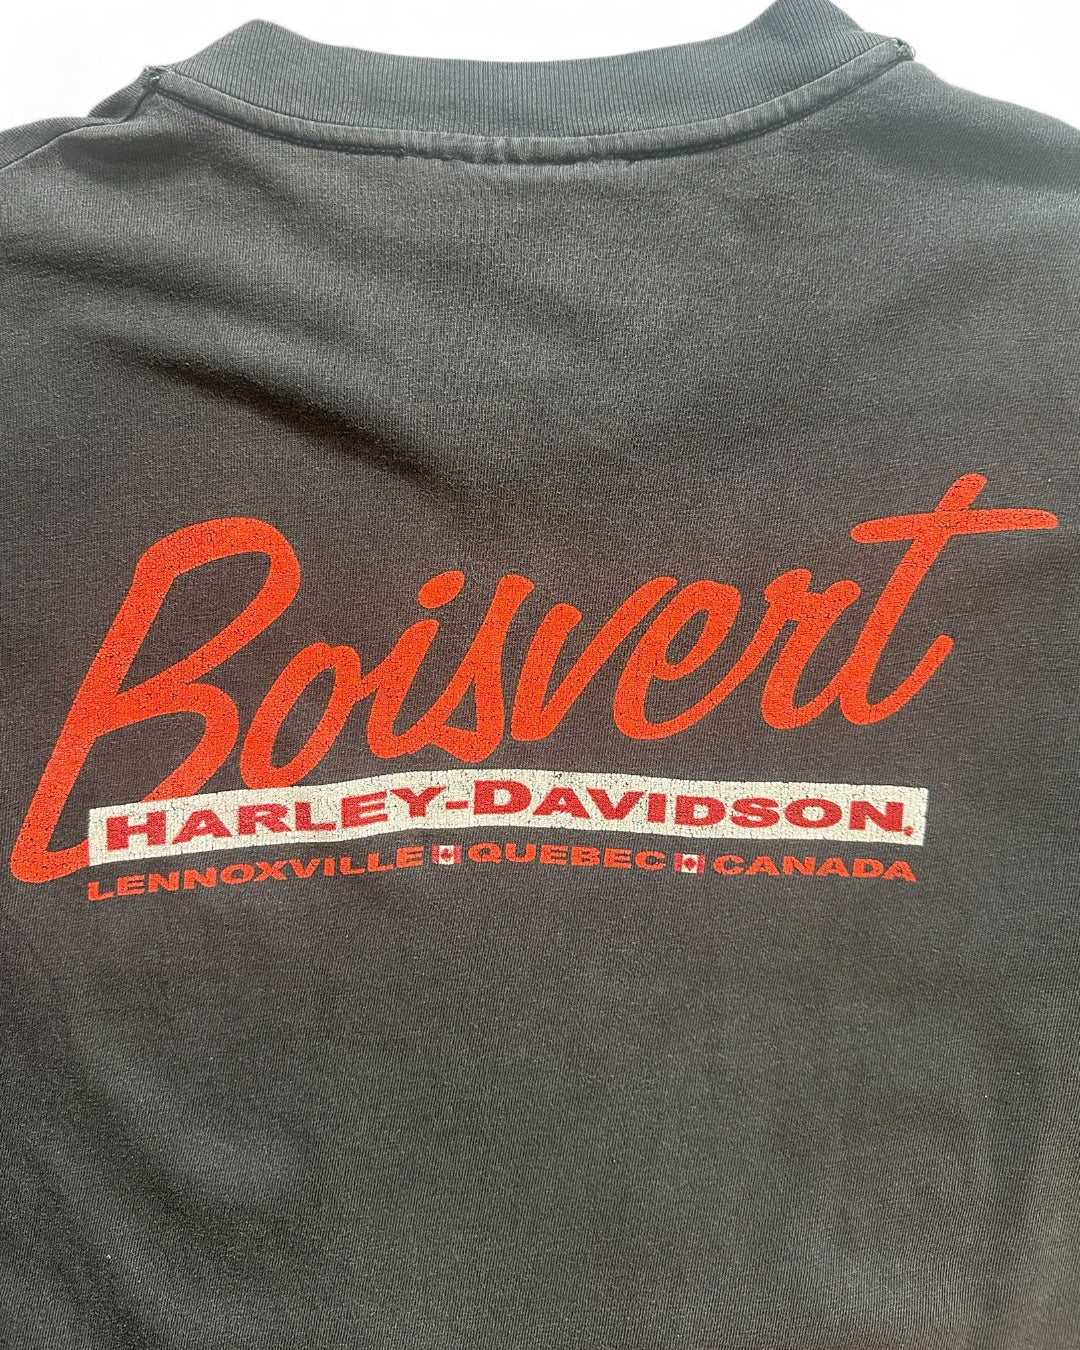 Boisvert
HARLEY-DAVIDSON.
LENNOXVILLE QUEBEC CANADA